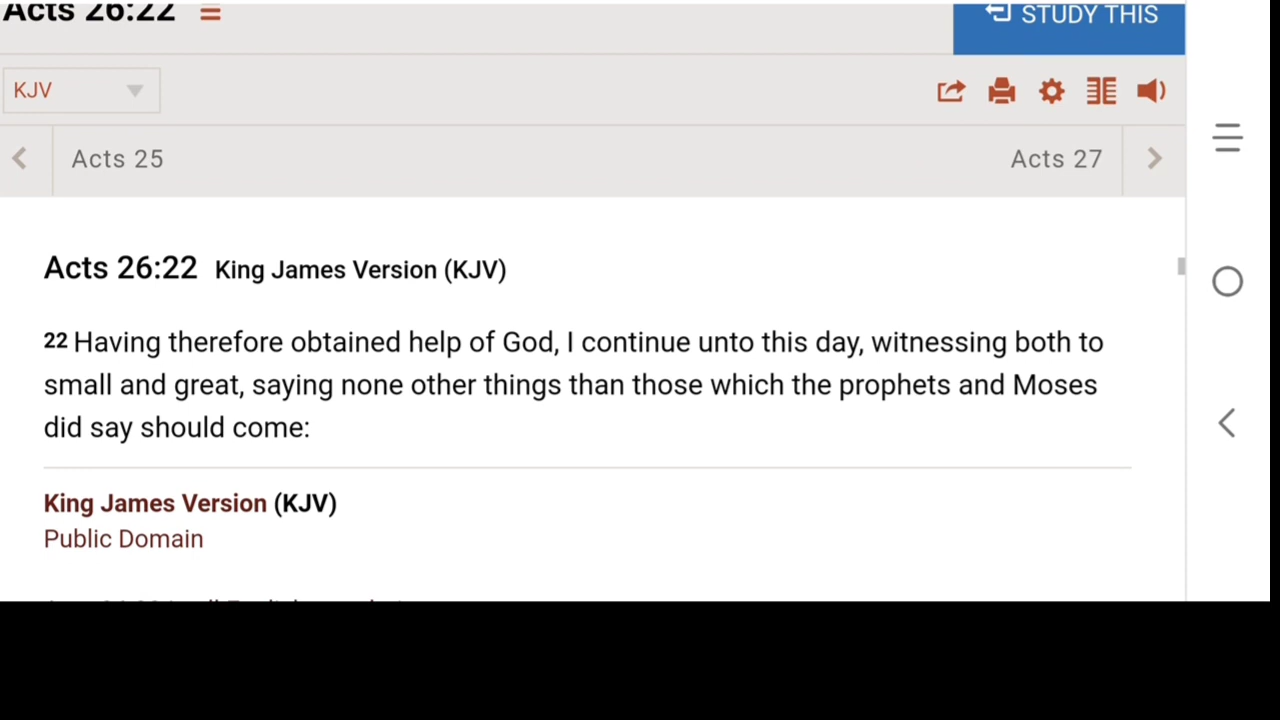 Acts 26:22
STUDY THIS
KJV
Acts 25
Acts 27
Acts 26:22 King James Version (KJV)
22 Having therefore obtained help of God, I continue unto this day, witnessing both to
small and great, saying none other things than those which the prophets and Moses
did say should come:
King James Version (KJV)
Public Domain